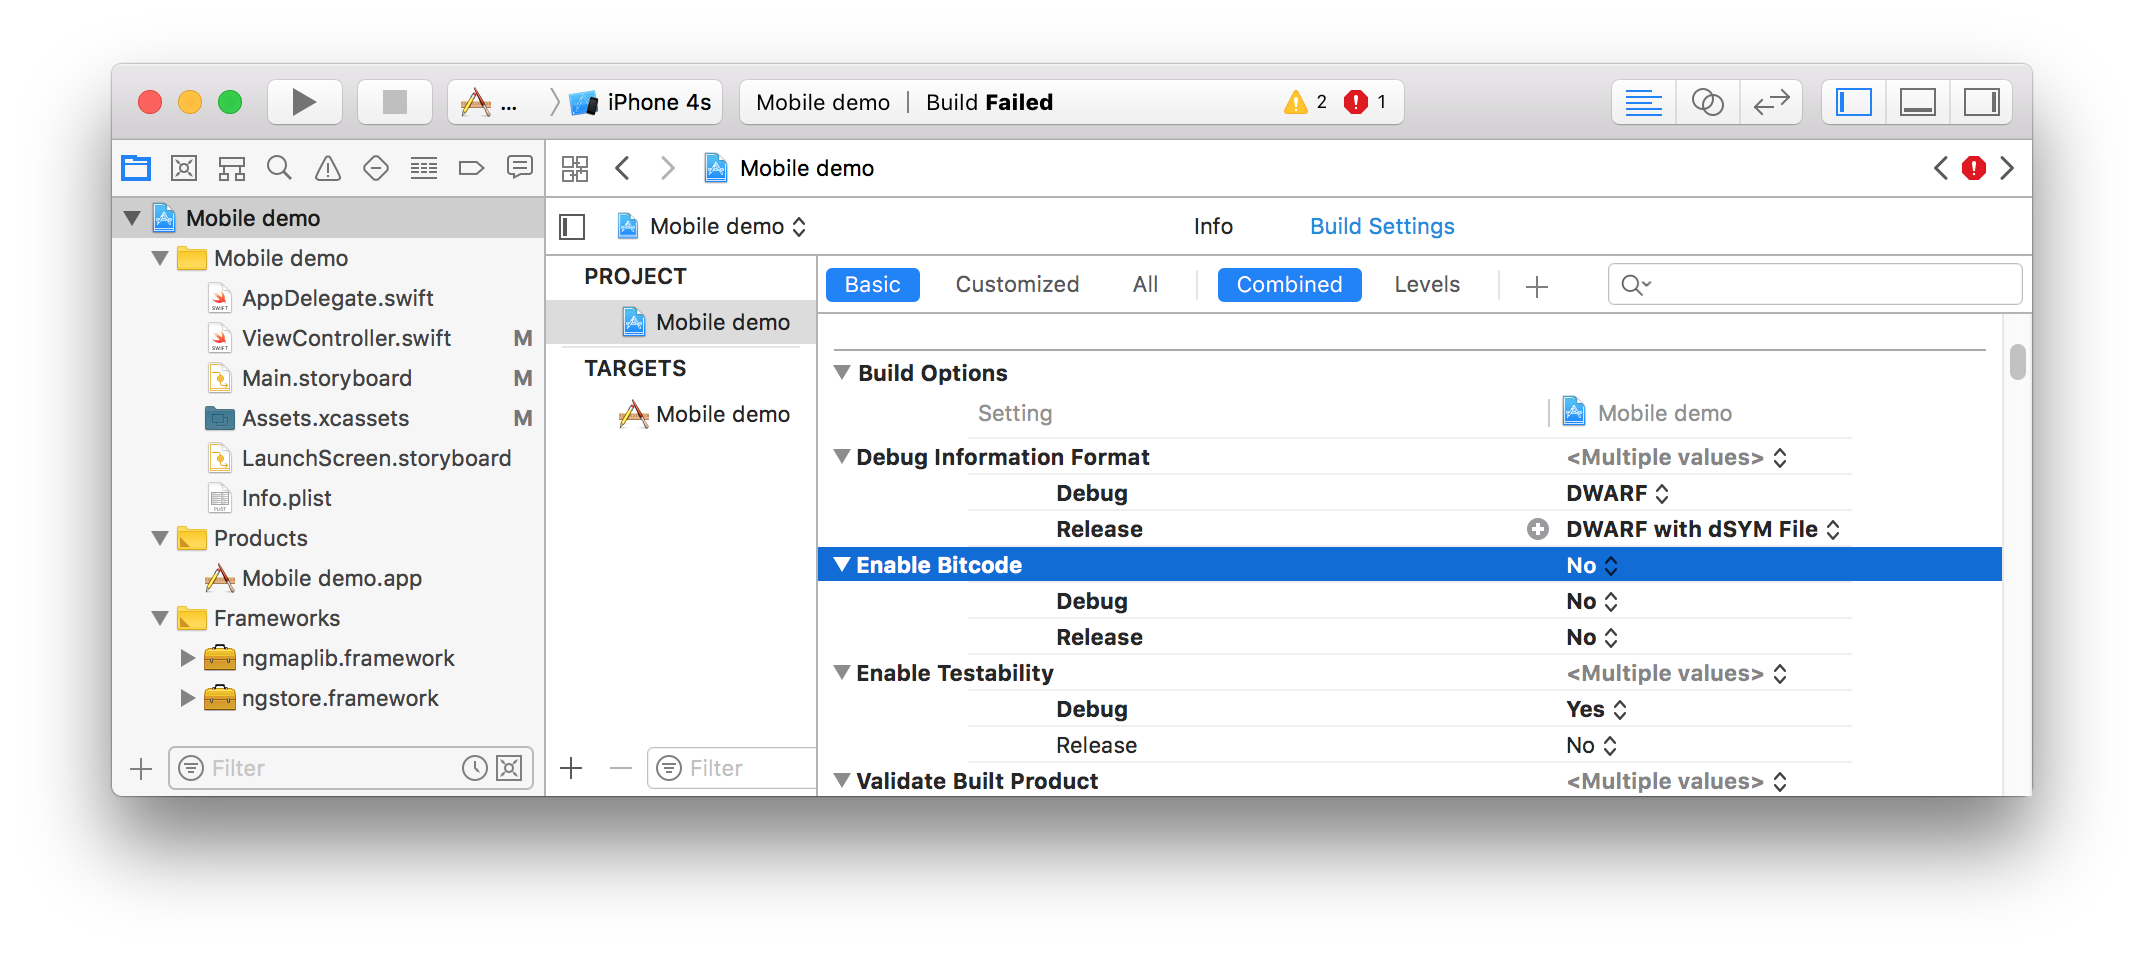 ... iPhone 4s Mobile demo | Build Failed 2 1
Mobile demo
Mobile demo
Mobile demo
AppDelegate.swift
ViewController.swift M
Main.storyboard M
Assets.xcassets M
LaunchScreen.storyboard
Info.plist
Products
Mobile demo.app
Frameworks
ngmaplib.framework
ngstore.framework
Filter
Mobile demo Info Build Settings
PROJECT
Mobile demo
TARGETS
Mobile demo
Filter
Basic Customized All Combined Levels
Build Options
Setting Mobile demo
Debug Information Format <Multiple values>
Debug DWARF
Release DWARF with dSYM File
Enable Bitcode No
Debug No
Release No
Enable Testability <Multiple values>
Debug Yes
Release No
Validate Built Product <Multiple values>